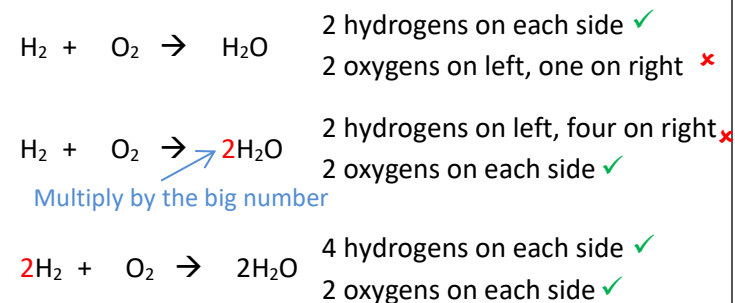 H₂ + O₂ → H₂O
2 hydrogens on each side ✓
2 oxygens on left, one on right ✘
H₂ + O₂ → 2H₂O
2 hydrogens on left, four on right ✘
2 oxygens on each side ✓
Multiply by the big number
2H₂ + O₂ → 2H₂O
4 hydrogens on each side ✓
2 oxygens on each side ✓